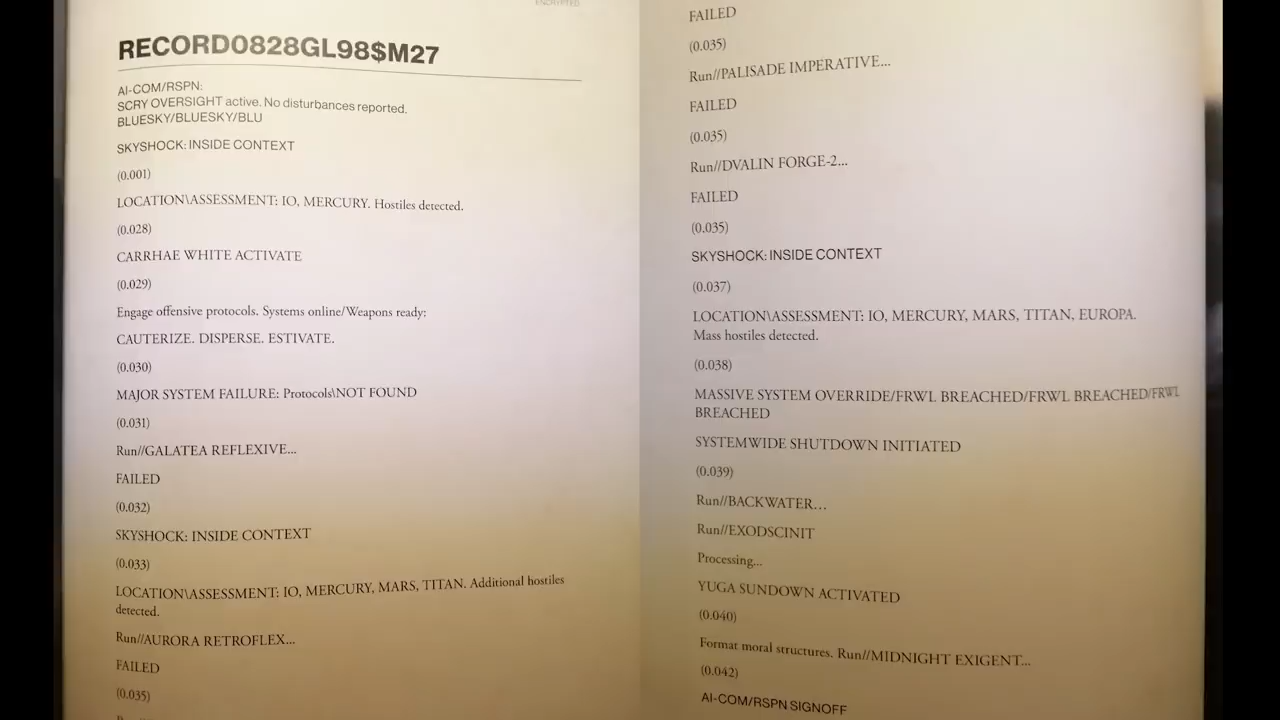 ENCRYPTED
RECORD0828GL98$M27
AI-COM/RSPN:
SCRY OVERSIGHT active. No disturbances reported.
BLUESKY/BLUESKY/BLU
SKYSHOCK: INSIDE CONTEXT
(0.001)
LOCATION\ASSESSMENT: IO, MERCURY. Hostiles detected.
(0.028)
CARRHAE WHITE ACTIVATE
(0.029)
Engage offensive protocols. Systems online/Weapons ready:
CAUTERIZE. DISPERSE. ESTIVATE.
(0.030)
MAJOR SYSTEM FAILURE: Protocols\NOT FOUND
(0.031)
Run//GALATEA REFLEXIVE...
FAILED
(0.032)
SKYSHOCK: INSIDE CONTEXT
(0.033)
LOCATION\ASSESSMENT: IO, MERCURY, MARS, TITAN. Additional hostiles
detected.
Run//AURORA RETROFLEX...
FAILED
(0.035)
FAILED
(0.035)
Run//PALISADE IMPERATIVE...
FAILED
(0.035)
Run//DVALIN FORGE-2...
FAILED
(0.035)
SKYSHOCK: INSIDE CONTEXT
(0.037)
LOCATION\ASSESSMENT: IO, MERCURY, MARS, TITAN, EUROPA.
Mass hostiles detected.
(0.038)
MASSIVE SYSTEM OVERRIDE/FRWL BREACHED/FRWL BREACHED/FRWL
BREACHED
SYSTEMWIDE SHUTDOWN INITIATED
(0.039)
Run//BACKWATER...
Run//EXODSCINIT
Processing...
YUGA SUNDOWN ACTIVATED
(0.040)
Format moral structures. Run//MIDNIGHT EXIGENT...
(0.042)
AI-COM/RSPN SIGNOFF